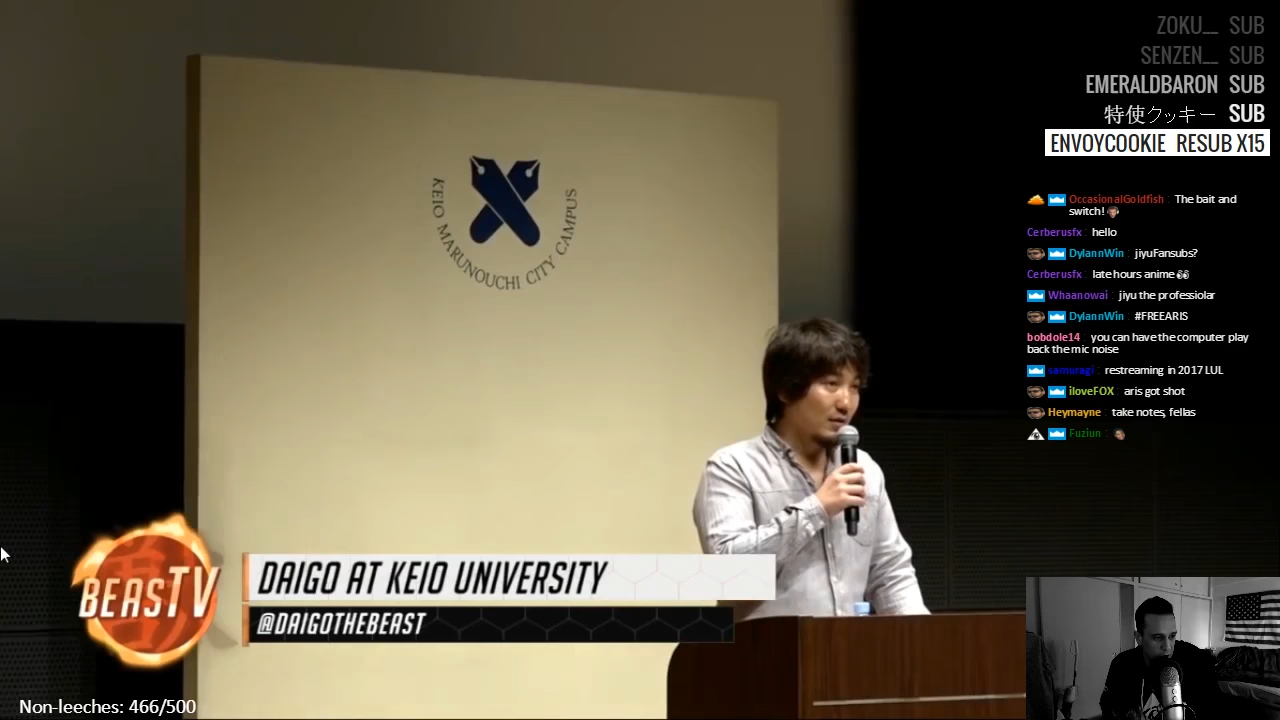 ZOKU__ SUB
SENZEN__ SUB
EMERALDBARON SUB
特使クッキー SUB
ENVOYCOOKIE RESUB X15
KEIO MARUNOUCHI CITY CAMPUS
OccasionalGoldfish: The bait and
switch!
Cerberusfx: hello
DylannWin: jiyuFansubs?
Cerberusfx: late hours anime
Whaanowai: jiyu the professiolar
DylannWin: #FREEARIS
bobdole14: you can have the computer play
back the mic noise
samuragi: restreaming in 2017 LUL
iloveFOX: aris got shot
Heymayne: take notes, fellas
Fuziun:
BEASTV
DAIGO AT KEIO UNIVERSITY
@DAIGOTHEBEAST
Non-leeches: 466/500